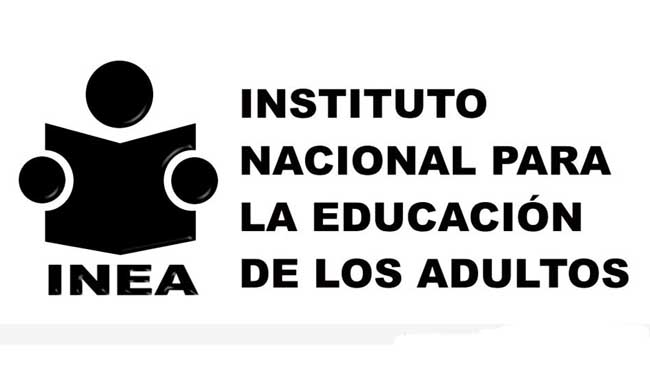 INEA
INSTITUTO
NACIONAL PARA
LA EDUCACIÓN
DE LOS ADULTOS